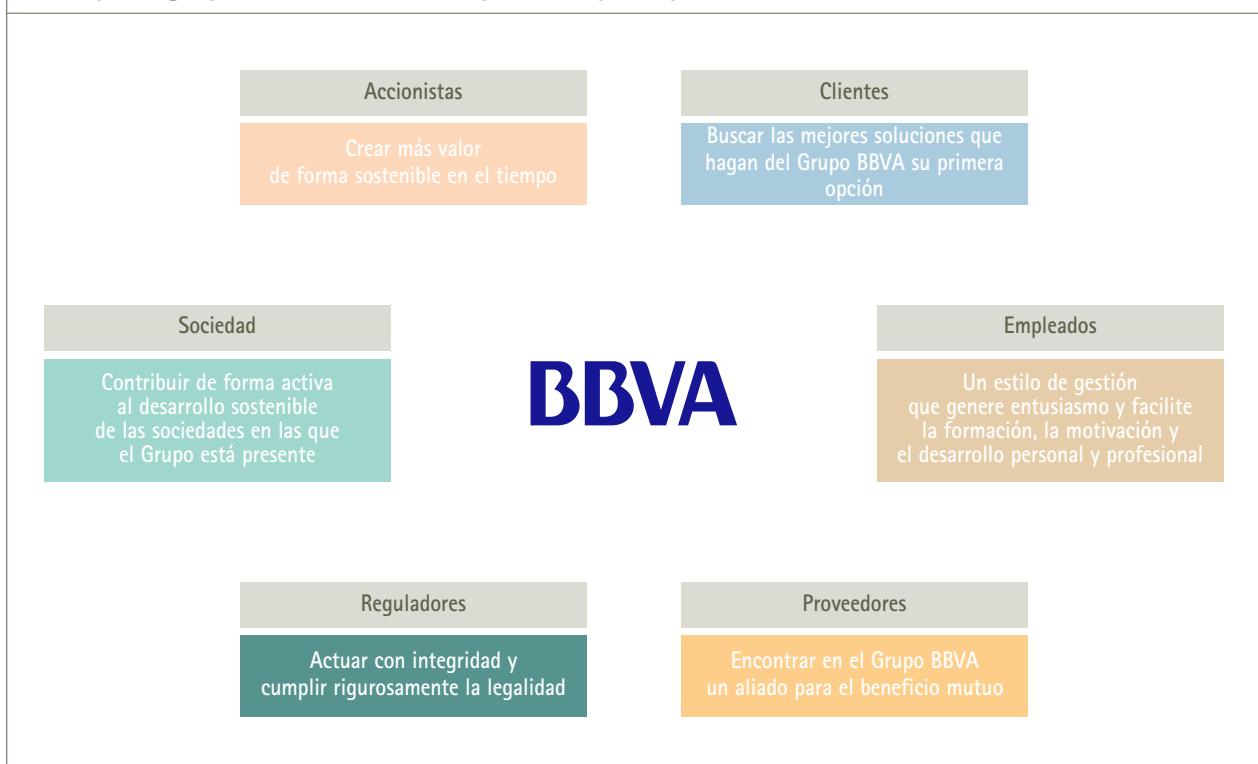 Accionistas
Crear más valor
de forma sostenible en el tiempo
Clientes
Buscar las mejores soluciones que
hagan del Grupo BBVA su primera
opción
Sociedad
Contribuir de forma activa
al desarrollo sostenible
de las sociedades en las que
el Grupo está presente
BBVA
Empleados
Un estilo de gestión
que genere entusiasmo y facilite
la formación, la motivación y
el desarrollo personal y profesional
Reguladores
Actuar con integridad y
cumplir rigurosamente la legalidad
Proveedores
Encontrar en el Grupo BBVA
un aliado para el beneficio mutuo